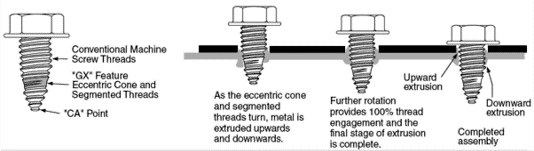 Conventional Machine
Screw Threads
"GX" Feature
Eccentric Cone and
Segmented Threads
"CA" Point
As the eccentric cone
and segmented
threads turn, metal is
extruded upwards
and downwards.
Further rotation
provides 100% thread
engagement and the
final stage of extrusion
is complete.
Upward
extrusion
Downward
extrusion
Completed
assembly